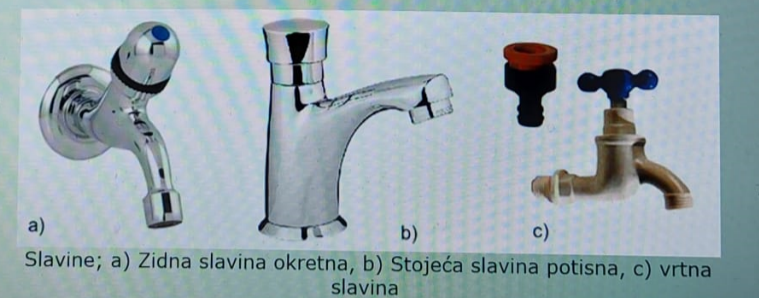 a)
b)
c)
Slavine; a) Zidna slavina okretna, b) Stojeća slavina potisna, c) vrtna
slavina